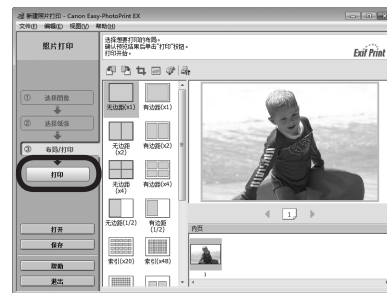 新建照片打印 - Canon Easy-PhotoPrint EX
文件(F) 编辑(E) 视图(V) 帮助(H)
照片打印
选择想要打印的布局。
确认预览结果后单击"打印"按钮。
打印开始。
Exif Print
① 选择图像
② 选择纸张
③ 布局/打印
打印
打开
保存
帮助
退出
无边距(x1) 有边距(x1)
无边距(x2) 有边距(x2)
无边距(x4) 有边距(x4)
无边距(1/2) 有边距(1/2)
索引(x20) 索引(x48)
1
内页
1